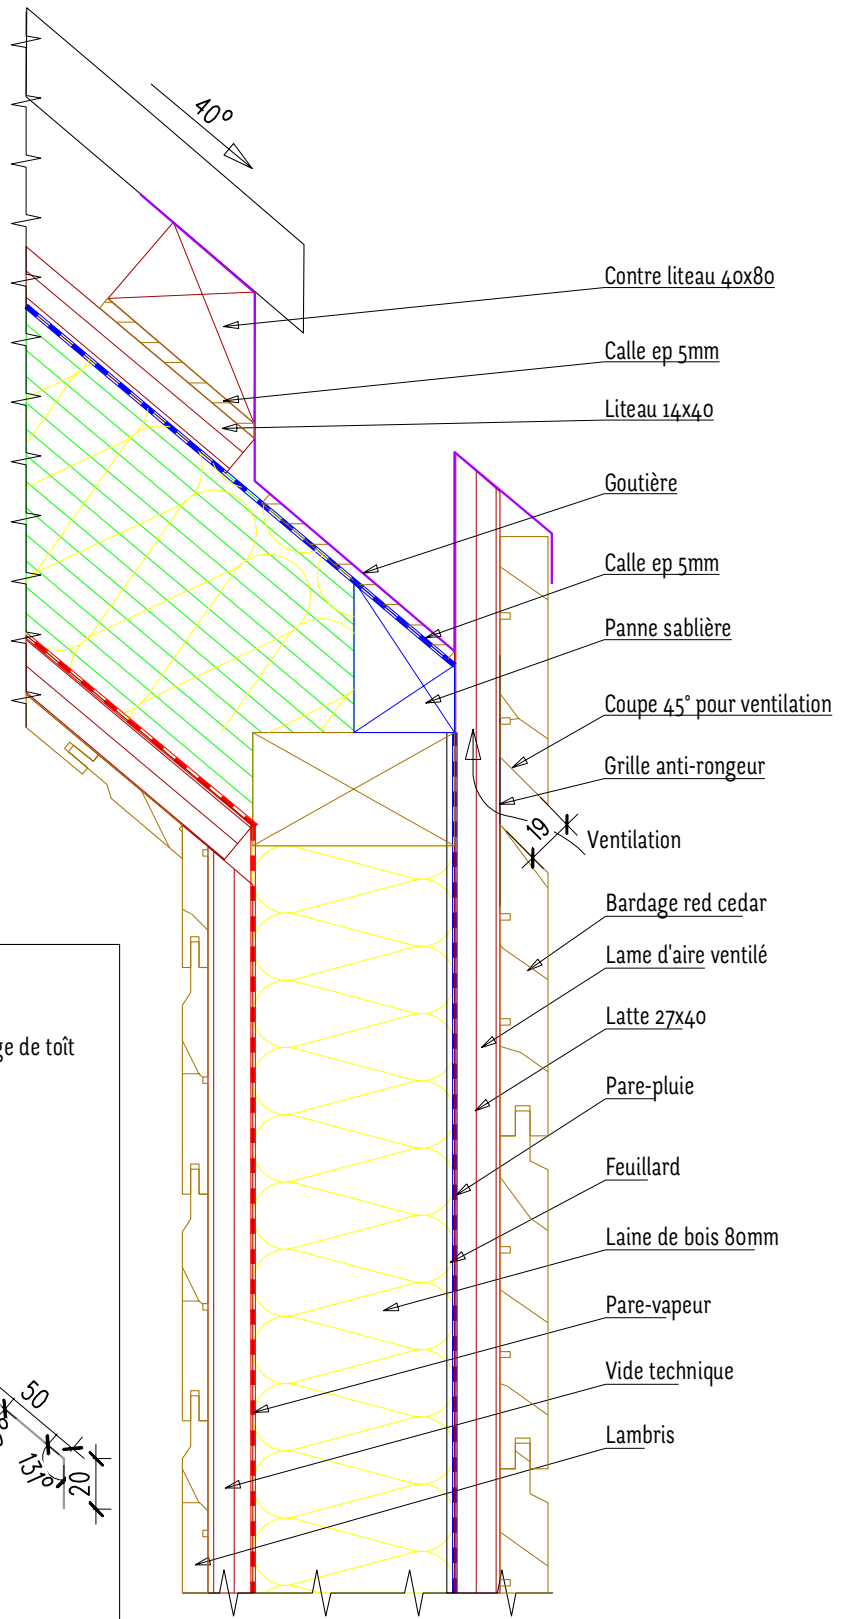 40°
Contre liteau 40x80
Calle ep 5mm
Liteau 14x40
Goutière
Calle ep 5mm
Panne sablière
Coupe 45° pour ventilation
Grille anti-rongeur
19
Ventilation
Bardage red cedar
Lame d'aire ventilé
Latte 27x40
ge de toît
Pare-pluie
Feuillard
Laine de bois 80mm
Pare-vapeur
Vide technique
50
Lambris
131°
20